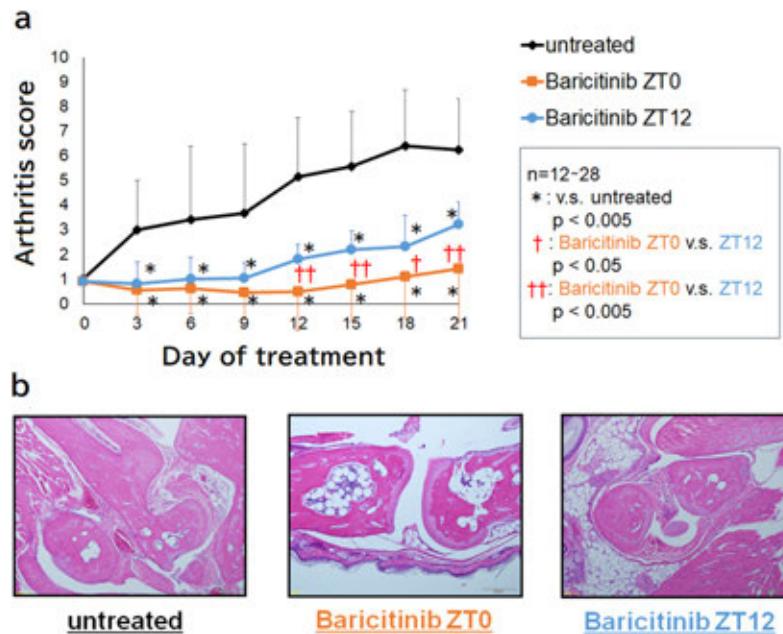 a
10
9
8
7
6
5
4
3
2
1
0
Arthritis score
0 3 6 9 12 15 18 21
Day of treatment
* * * * * * *
†† †† † ††
* * * * * * *
untreated
Baricitinib ZT0
Baricitinib ZT12
n=12-28
* : v.s. untreated
p < 0.005
† : Baricitinib ZT0 v.s. ZT12
p < 0.05
††: Baricitinib ZT0 v.s. ZT12
p < 0.005
b
untreated
Baricitinib ZT0
Baricitinib ZT12